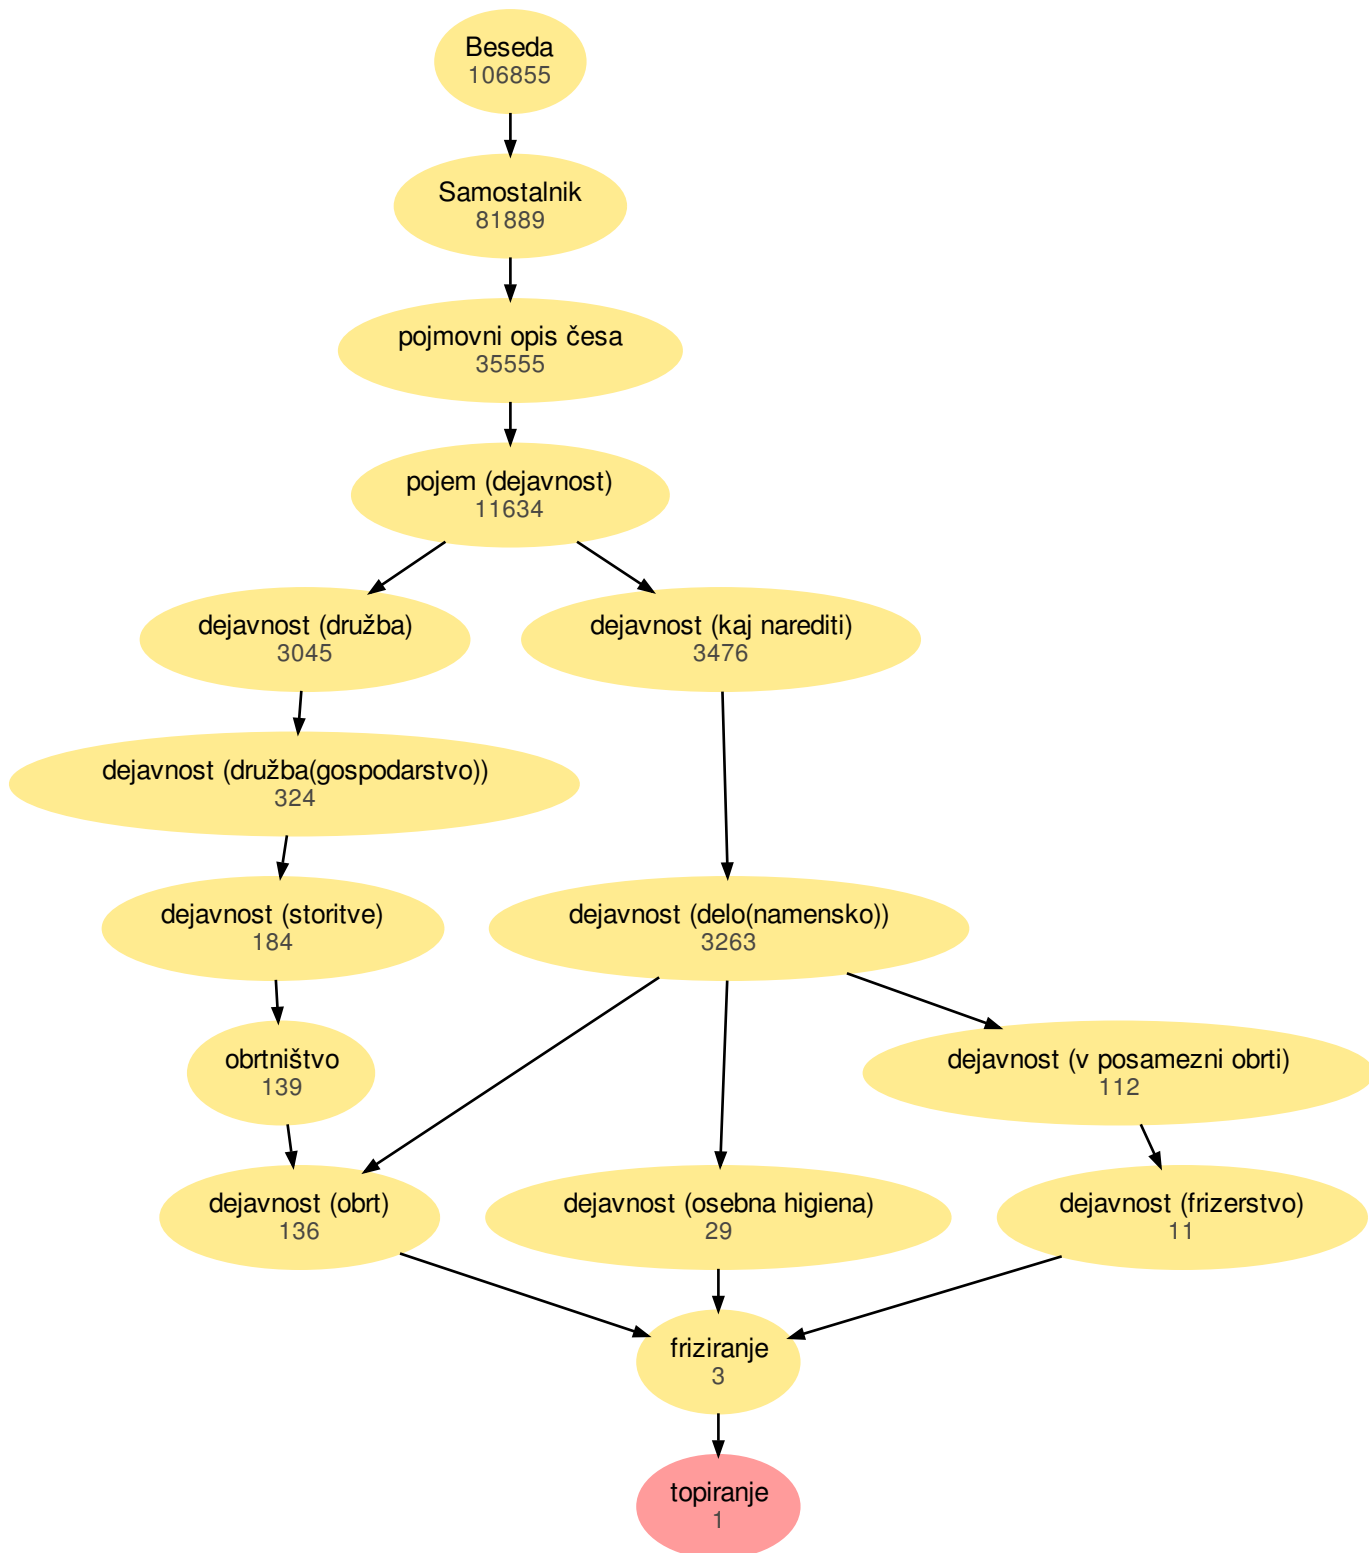 Beseda
106855
Samostalnik
81889
pojmovni opis česa
35555
pojem (dejavnost)
11634
dejavnost (družba)
3045
dejavnost (kaj narediti)
3476
dejavnost (družba(gospodarstvo))
324
dejavnost (storitve)
184
dejavnost (delo(namensko))
3263
obrtništvo
139
dejavnost (v posamezni obrti)
112
dejavnost (obrt)
136
dejavnost (osebna higiena)
29
dejavnost (frizerstvo)
11
friziranje
3
topiranje
1